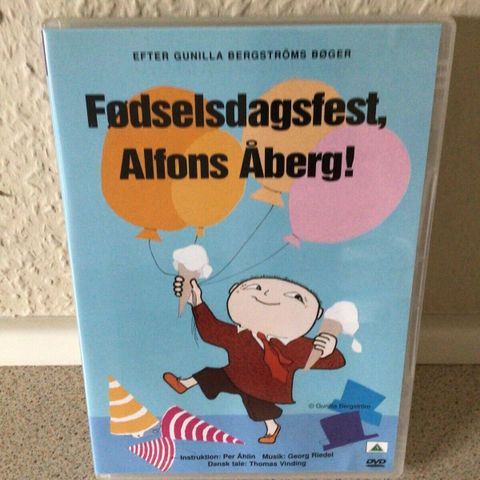 EFTER GUNILLA BERGSTRÖMS BØGER
Fødselsdagsfest,
Alfons Åberg!
© Gunilla Bergström
Instruktion: Per Åhlin Musik: Georg Riedel
Dansk tale: Thomas Vinding
A
DVD